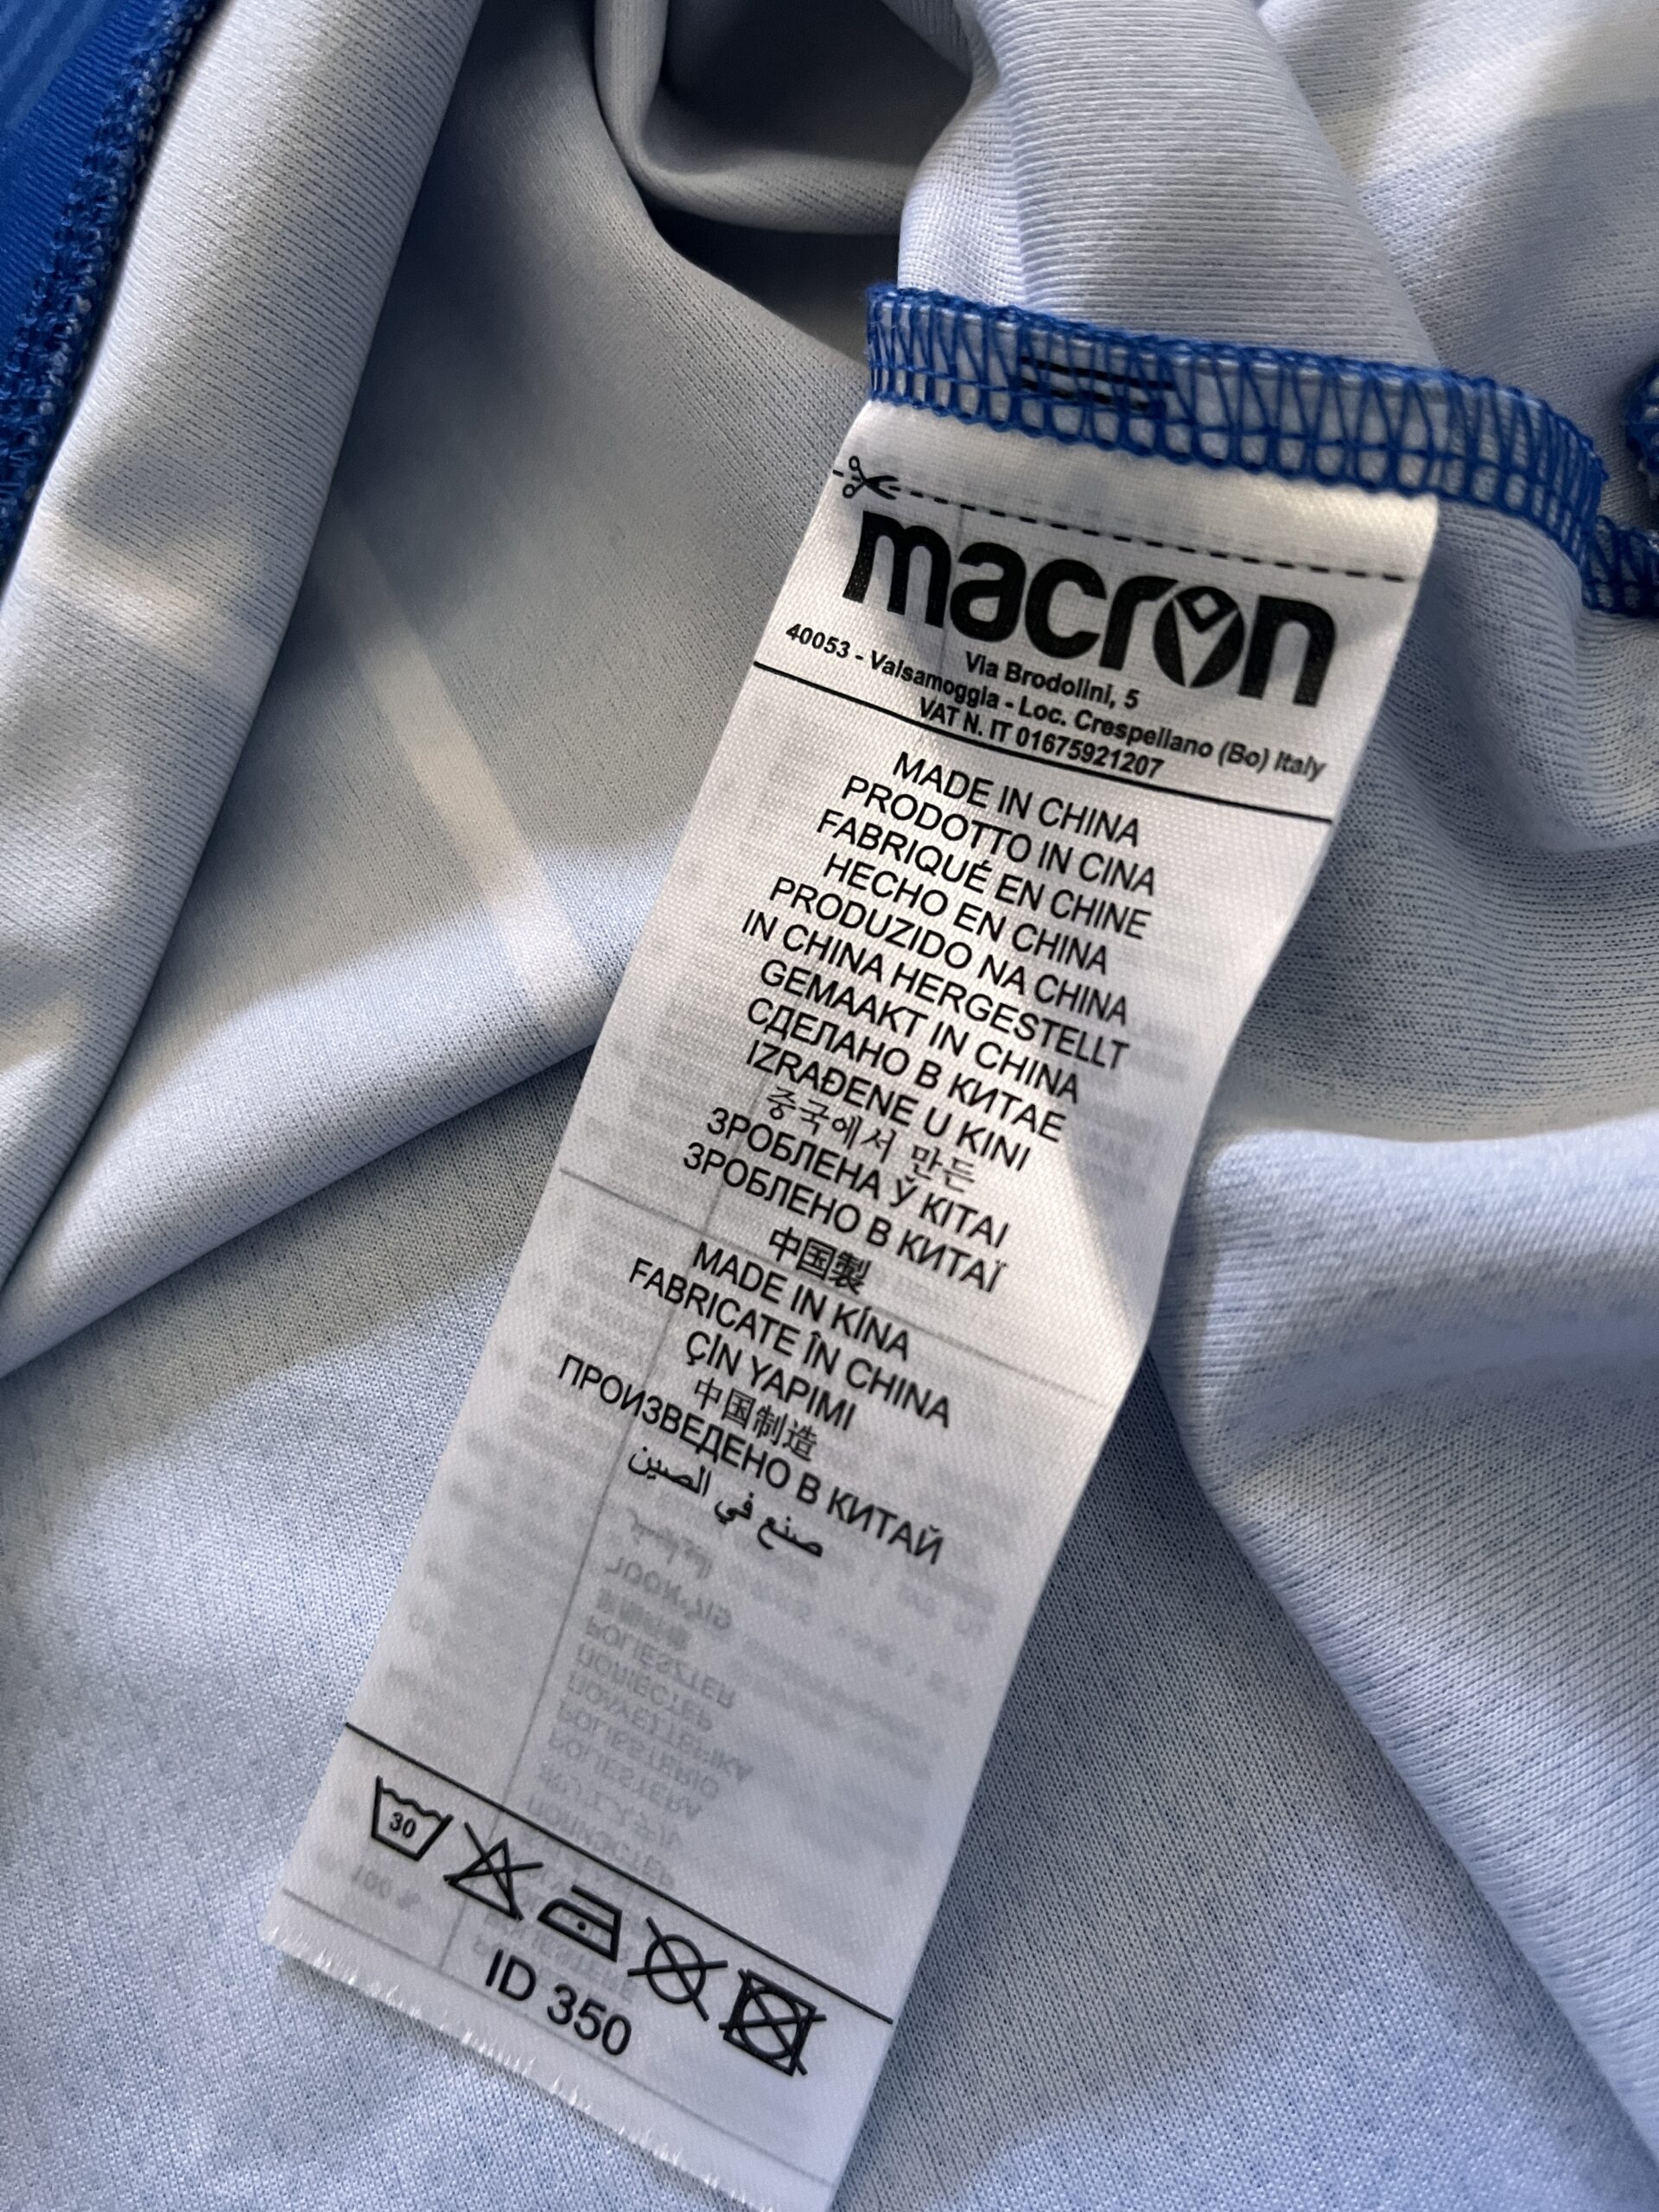 macron
Via Brodolini, 5
40053 - Valsamoggia - Loc. Crespellano (Bo) Italy
VAT N. IT 01675921207
MADE IN CHINA
PRODOTTO IN CINA
FABRIQUÉ EN CHINE
HECHO EN CHINA
PRODUZIDO NA CHINA
IN CHINA HERGESTELLT
GEMAAKT IN CHINA
СДЕЛАНО В КИТАЕ
IZRAĐENE U KINI
중국에서 만든
ЗРОБЛЕНА Ў КІТАІ
ЗРОБЛЕНО В КИТАЇ
中国製
MADE IN KÍNA
FABRICATE ÎN CHINA
ÇİN YAPIMI
中国制造
ПРОИЗВЕДЕНО В КИТАЙ
صنع في الصين
30
ID 350